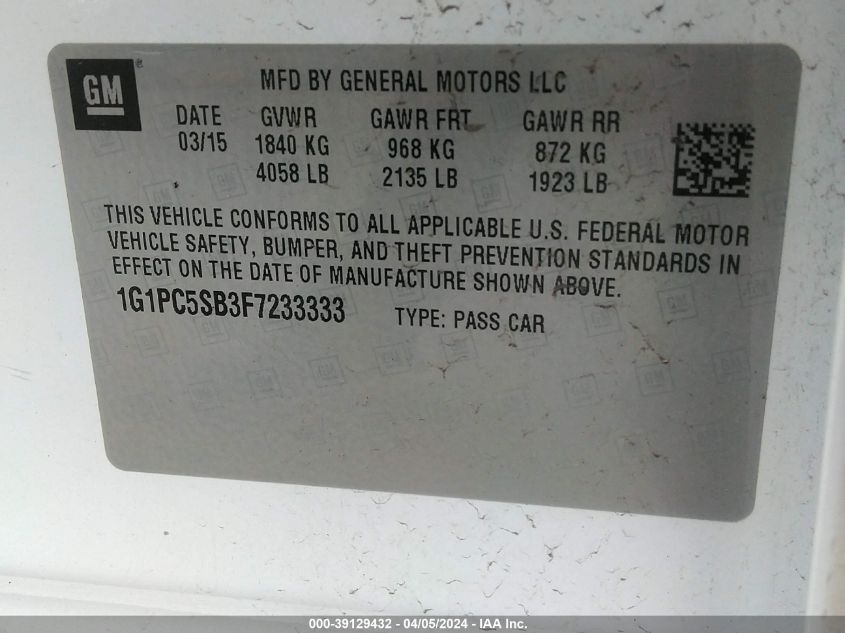 GM ®
MFD BY GENERAL MOTORS LLC
DATE GVWR GAWR FRT GAWR RR
03/15 1840 KG 968 KG 872 KG
4058 LB 2135 LB 1923 LB
THIS VEHICLE CONFORMS TO ALL APPLICABLE U.S. FEDERAL MOTOR
VEHICLE SAFETY, BUMPER, AND THEFT PREVENTION STANDARDS IN
EFFECT ON THE DATE OF MANUFACTURE SHOWN ABOVE.
1G1PC5SB3F7233333 TYPE: PASS CAR
000-39129432 - 04/05/2024 - IAA Inc.